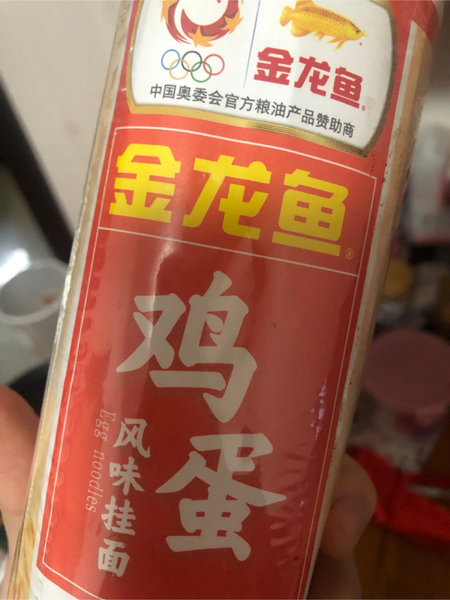 金龙鱼®
中国奥委会官方粮油产品赞助商
金龙鱼®
鸡蛋
风味挂面
Egg noodles